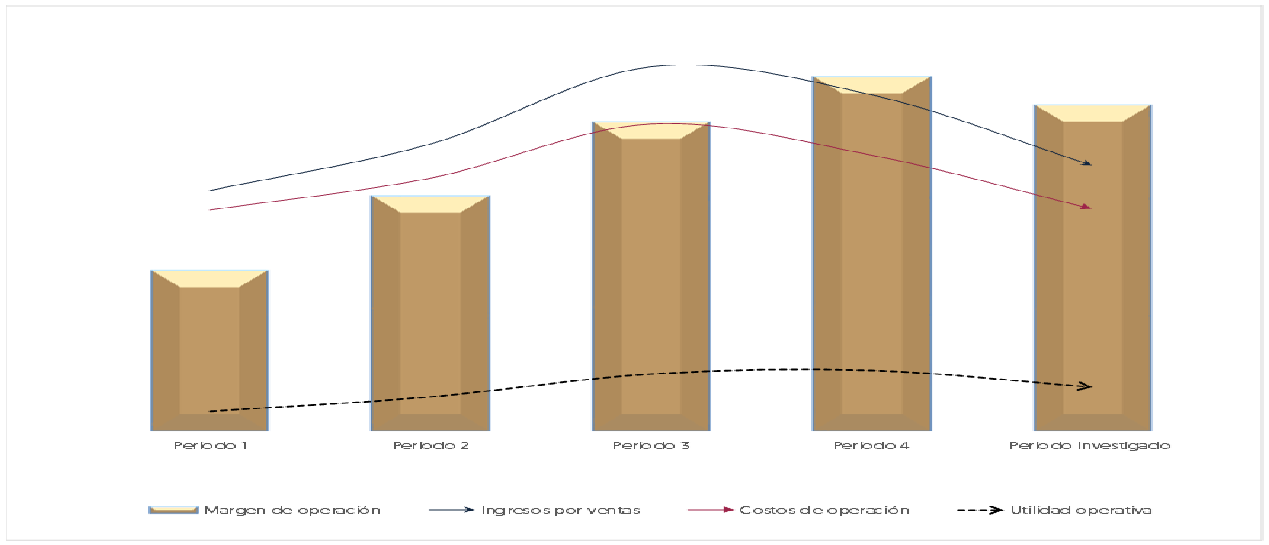 Periodo 1 Periodo 2 Periodo 3 Periodo 4 Periodo investigado
Margen de operación Ingresos por ventas Costos de operación Utilidad operativa